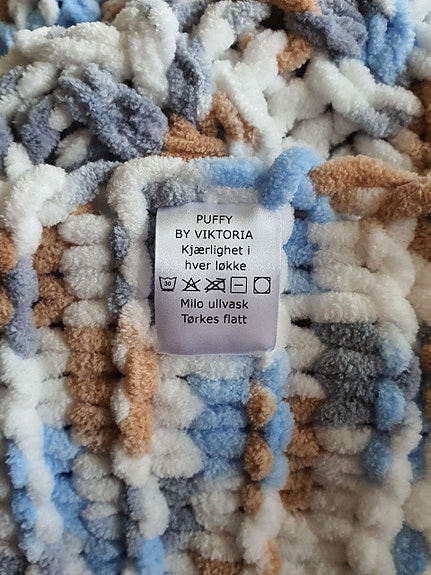 PUFFY
BY VIKTORIA
Kjærlighet i
hver løkke
30
Milo ullvask
Tørkes flatt